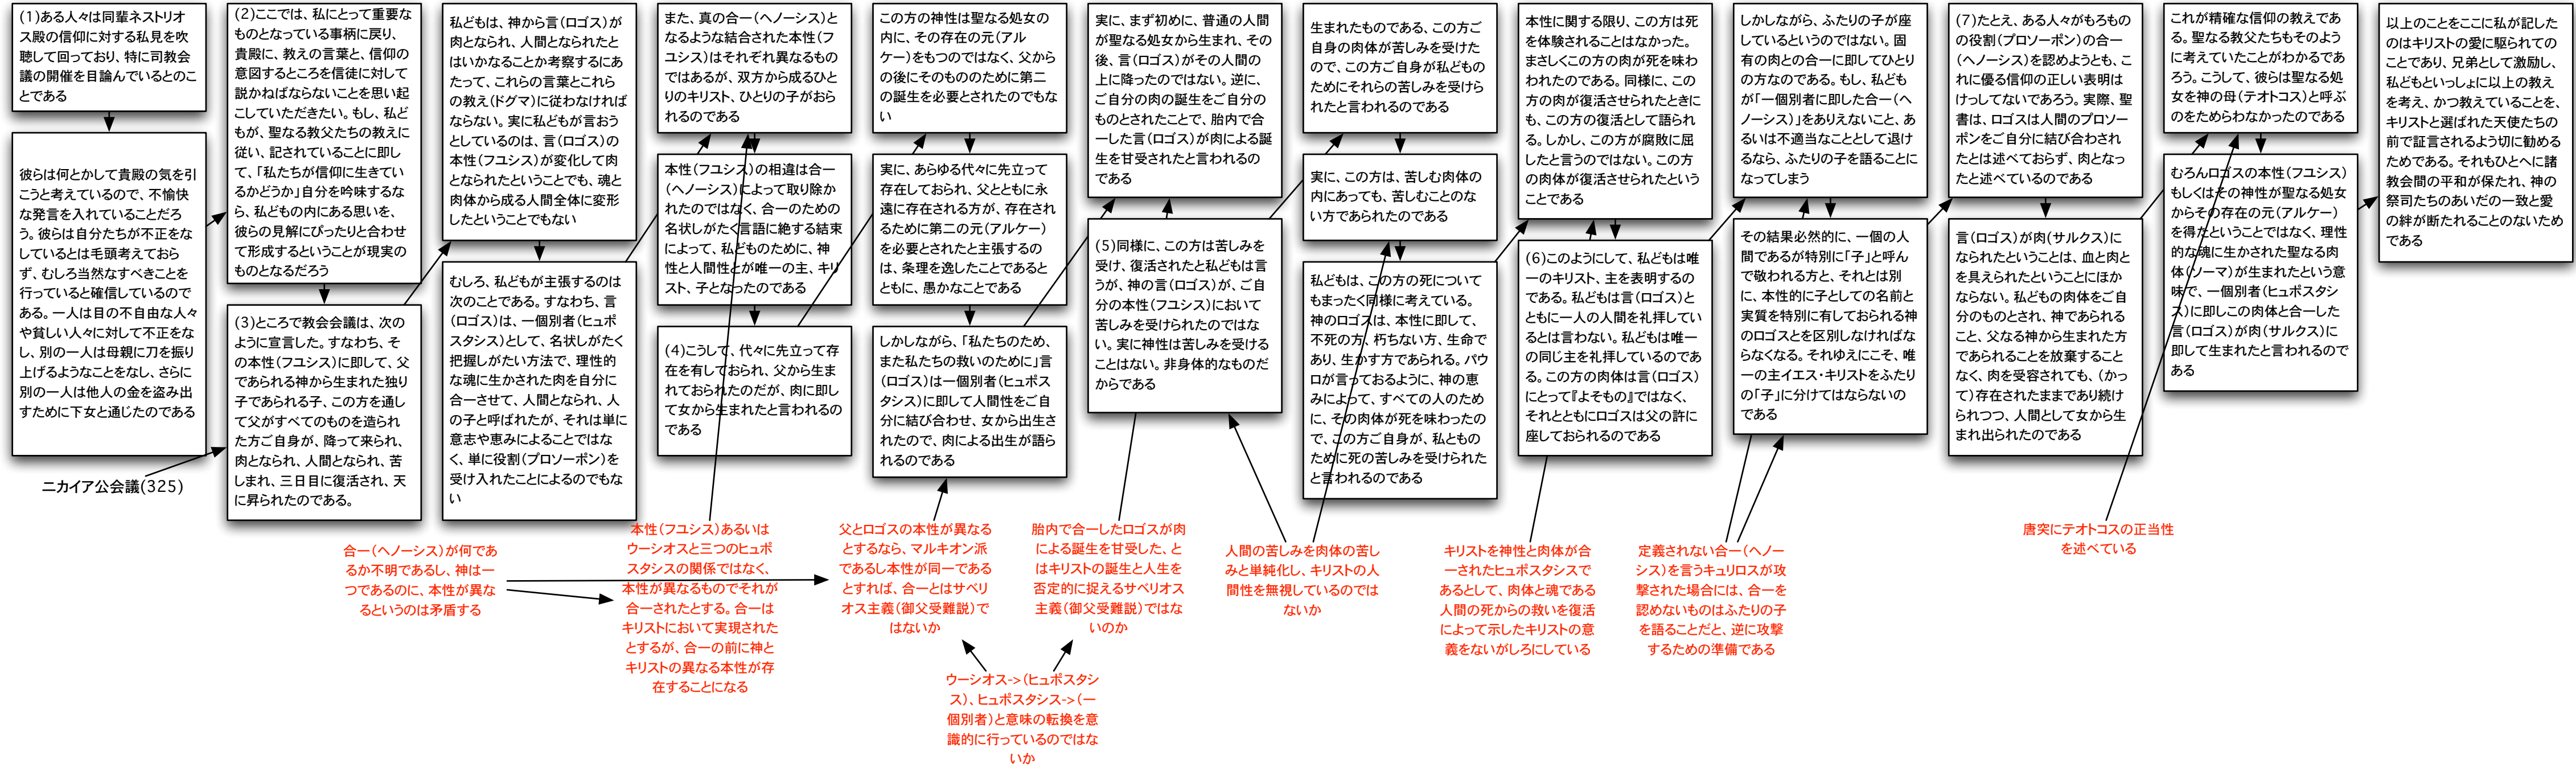 (1)ある人々は同輩ネストリオ
ス殿の信仰に対する私見を吹
聴して回っており、特に司教会
議の開催を目論んでいるとのこ
とである
彼らは何とかして貴殿の気を引
こうと考えているので、不愉快
な発言を入れていることだろ
う。彼らは自分たちが不正をな
しているとは毛頭考えておら
ず、むしろ当然なすべきことを
行っていると確信しているので
ある。一人は目の不自由な人々
や貧しい人々に対して不正をな
し、別の一人は母親に刀を振り
上げるようなことをなし、さらに
別の一人は他人の金を盗み出
すために下女と通じたのである
ニカイア公会議(325)
(2)ここでは、私にとって重要な
ものとなっている事柄に戻り、
貴殿に、教えの言葉と、信仰の
意図するところを信徒に対して
説かねばならないことを思い起
こしていただきたい。もし、私ど
もが、聖なる教父たちの教えに
従い、記されていることに即し
て、「私たちが信仰に生きてい
るかどうか」自分を吟味するな
ら、私どもの内にある思いを、
彼らの見解にぴったりと合わせ
て形成するということが現実の
ものとなるだろう
(3)ところで教会会議は、次の
ように宣言した。すなわち、そ
の本性(フユシス)に即して、父
であられる神から生まれた独り
子であられる子、この方を通し
て父がすべてのものを造られ
た方ご自身が、降って来られ、
肉となられ、人間となられ、苦
しまれ、三日目に復活され、天
に昇られたのである。
私どもは、神から言(ロゴス)が
肉となられ、人間となられたと
はいかなることか考察するにあ
たって、これらの言葉とこれら
の教え(ドグマ)に従わなければ
ならない。実に私どもが言おう
としているのは、言(ロゴス)の
本性(フユシス)が変化して肉
となられたということでも、魂と
肉体から成る人間全体に変形
したということでもない
むしろ、私どもが主張するのは
次のことである。すなわち、言
(ロゴス)は、一個別者(ヒュポ
スタシス)として、名状しがたく
把握しがたい方法で、理性的
な魂に生かされた肉を自分に
合一させて、人間となられ、人
の子と呼ばれたが、それは単に
意志や恵みによることではな
く、単に役割(プロソーポン)を
受け入れたことによるのでもな
い
また、真の合一(ヘノーシス)と
なるような結合された本性(フ
ユシス)はそれぞれ異なるもの
ではあるが、双方から成るひと
りのキリスト、ひとりの子がおら
れるのである
本性(フユシス)の相違は合一
(ヘノーシス)によって取り除か
れたのではなく、合一のための
名状しがたく言語に絶する結束
によって、私どものために、神
性と人間性とが唯一の主、キリ
スト、子となったのである
(4)こうして、代々に先立って存
在を有しておられ、父から生ま
れておられたのだが、肉に即し
て女から生まれたと言われるの
である
この方の神性は聖なる処女の
内に、その存在の元(アル
ケー)をもつのではなく、父から
の後にそのもののために第二
の誕生を必要とされたのでもな
い
実に、あらゆる代々に先立って
存在しておられ、父とともに永
遠に存在される方が、存在され
るために第二の元(アルケー)
を必要とされたと主張するの
は、条理を逸したことであると
ともに、愚かなことである
しかしながら、「私たちのため、
また私たちの救いのために」言
(ロゴス)は一個別者(ヒュポス
タシス)に即して人間性をご自
分に結び合わせ、女から出生さ
れたので、肉による出生が語ら
れるのである
実に、まず初めに、普通の人間
が聖なる処女から生まれ、その
後、言(ロゴス)がその人間の
上に降ったのではない。逆に、
ご自分の肉の誕生をご自分の
ものとされたことで、胎内で合
一した言(ロゴス)が肉による誕
生を甘受されたと言われるの
である
(5)同様に、この方は苦しみを
受け、復活されたと私どもは言
うが、神の言(ロゴス)が、ご自
分の本性(フユシス)において
苦しみを受けられたのではな
い。実に神性は苦しみを受ける
ことはない。非身体的なものだ
からである
生まれたものである、この方ご
自身の肉体が苦しみを受けた
ので、この方ご自身が私どもの
ためにそれらの苦しみを受けら
れたと言われるのである
実に、この方は、苦しむ肉体の
内にあっても、苦しむことのな
い方であられたのである
私どもは、この方の死について
もまったく同様に考えている。
神のロゴスは、本性に即して、
不死の方、朽ちない方、生命で
あり、生かす方であられる。パウ
ロが言っておるように、神の恵
みによって、すべての人のため
に、その肉体が死を味わったの
で、この方ご自身が、私どもの
ために死の苦しみを受けられた
と言われるのである
本性に関する限り、この方は死
を体験されることはなかった。
まさしくこの方の肉が死を味わ
われたのである。同様に、この
方の肉が復活させられたときに
も、この方の復活として語られ
る。しかし、この方が腐敗に屈
したと言うのではない。この方
の肉体が復活させられたという
ことである
(6)このようにして、私どもは唯
一のキリスト、主を表明するの
である。私どもは言(ロゴス)と
ともに一人の人間を礼拝してい
るとは言わない。私どもは唯一
の同じ主を礼拝しているのであ
る。この方の肉体は言(ロゴス)
にとって『よそもの』ではなく、
それとともにロゴスは父の許に
座しておられるのである
しかしながら、ふたりの子が座
しているというのではない。固
有の肉との合一に即してひとり
の方なのである。もし、私ども
が「一個別者に即した合一(ヘ
ノーシス)」をありえないこと、あ
るいは不適当なこととして退け
るなら、ふたりの子を語ることに
なってしまう
その結果必然的に、一個の人
間であるが特別に「子」と呼ん
で敬われる方と、それとは別
に、本性的に子としての名前と
実質を特別に有しておられる神
のロゴスとを区別しなければな
らなくなる。それゆえにこそ、唯
一の主イエス・キリストをふたり
の「子」に分けてはならないの
である
(7)たとえ、ある人々がもろもの
の役割(プロソーポン)の合一
(ヘノーシス)を認めようとも、こ
れに優る信仰の正しい表明は
けっしてないであろう。実際、聖
書は、ロゴスは人間のプロソー
ポンをご自分に結び合わされ
たとは述べておらず、肉となっ
たと述べているのである
言(ロゴス)が肉(サルクス)に
なられたということは、血と肉と
を具えられたということにほか
ならない。私どもの肉体をご自
分のものとされ、神であられる
こと、父なる神から生まれた方
であられることを放棄すること
なく、肉を受容されても、(かっ
て)存在されたままであり続け
られつつ、人間として女から生
まれ出られたのである
これが精確な信仰の教えであ
る。聖なる教父たちもそのよう
に考えていたことがわかるであ
ろう。こうして、彼らは聖なる処
女を神の母(テオトコス)と呼ぶ
のをためらわなかったのである
むろんロゴスの本性(フユシス)
もしくはその神性が聖なる処女
からその存在の元(アルケー)
を得たということではなく、理性
的な魂に生かされた聖なる肉
体(ソーマ)が生まれたという意
味で、一個別者(ヒュポスタシ
ス)に即しこの肉体と合一した
言(ロゴス)が肉(サルクス)に
即して生まれたと言われるので
ある
以上のことをここに私が記した
のはキリストの愛に駆られての
ことであり、兄弟として激励し、
私どもといっしょに以上の教え
を考え、かつ教えていることを、
キリストと選ばれた天使たちの
前で証言されるよう切に勧める
ためである。それもひとへに諸
教会間の平和が保たれ、神の
祭司たちのあいだの一致と愛
の絆が断たれることのないため
である
合一(ヘノーシス)が何であ
るか不明であるし、神は一
つであるのに、本性が異な
るというのは矛盾する
本性(フユシス)あるいは
ウーシオスと三つのヒュポ
スタシスの関係ではなく、
本性が異なるものでそれが
合一されたとする。合一は
キリストにおいて実現された
とするが、合一の前に神と
キリストの異なる本性が存
在することになる
父とロゴスの本性が異なる
とするなら、マルキオン派
であるし本性が同一である
とすれば、合一とはサベリ
オス主義(御父受難説)で
はないか
ウーシオス->(ヒュポスタシ
ス)、ヒュポスタシス->(一
個別者)と意味の転換を意
識的に行っているのではな
いか
胎内で合一したロゴスが肉
による誕生を甘受した、と
はキリストの誕生と人生を
否定的に捉えるサベリオス
主義(御父受難説)ではな
いのか
人間の苦しみを肉体の苦し
みと単純化し、キリストの人
間性を無視しているのでは
ないか
キリストを神性と肉体が合
一されたヒュポスタシスで
あるとして、肉体と魂である
人間の死からの救いを復活
によって示したキリストの意
義をないがしろにしている
定義されない合一(ヘノー
シス)を言うキュリロスが攻
撃された場合には、合一を
認めないものはふたりの子
を語ることだと、逆に攻撃
するための準備である
唐突にテオトコスの正当性
を述べている